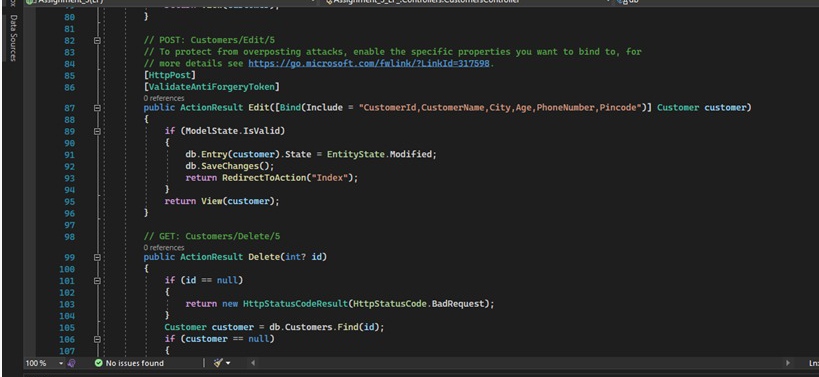 Data Sources
80 }
81
82 // POST: Customers/Edit/5
83 // To protect from overposting attacks, enable the specific properties you want to bind to, for
84 // more details see https://go.microsoft.com/fwlink/?LinkId=317598.
85 [HttpPost]
86 [ValidateAntiForgeryToken]
0 references
87 public ActionResult Edit([Bind(Include = "CustomerId,CustomerName,City,Age,PhoneNumber,Pincode")] Customer customer)
88 {
89 if (ModelState.IsValid)
90 {
91 db.Entry(customer).State = EntityState.Modified;
92 db.SaveChanges();
93 return RedirectToAction("Index");
94 }
95 return View(customer);
96 }
97
98 // GET: Customers/Delete/5
0 references
99 public ActionResult Delete(int? id)
100 {
101 if (id == null)
102 {
103 return new HttpStatusCodeResult(HttpStatusCode.BadRequest);
104 }
105 Customer customer = db.Customers.Find(id);
106 if (customer == null)
107 {
100 % No issues found Ln: